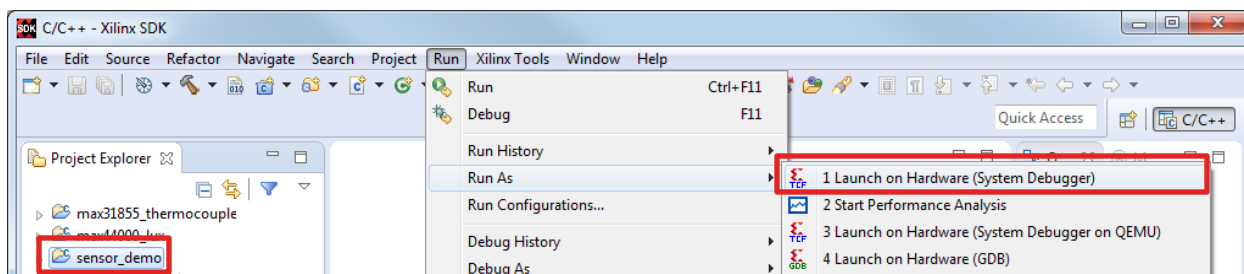 SDK C/C++ - Xilinx SDK
File Edit Source Refactor Navigate Search Project Run Xilinx Tools Window Help
Run Ctrl+F11
Debug F11
Quick Access
C/C++
Project Explorer
Run History
Run As
1 Launch on Hardware (System Debugger)
Run Configurations...
2 Start Performance Analysis
max31855_thermocouple
3 Launch on Hardware (System Debugger on QEMU)
max44000_lux
Debug History
sensor_demo
4 Launch on Hardware (GDB)
Debug As